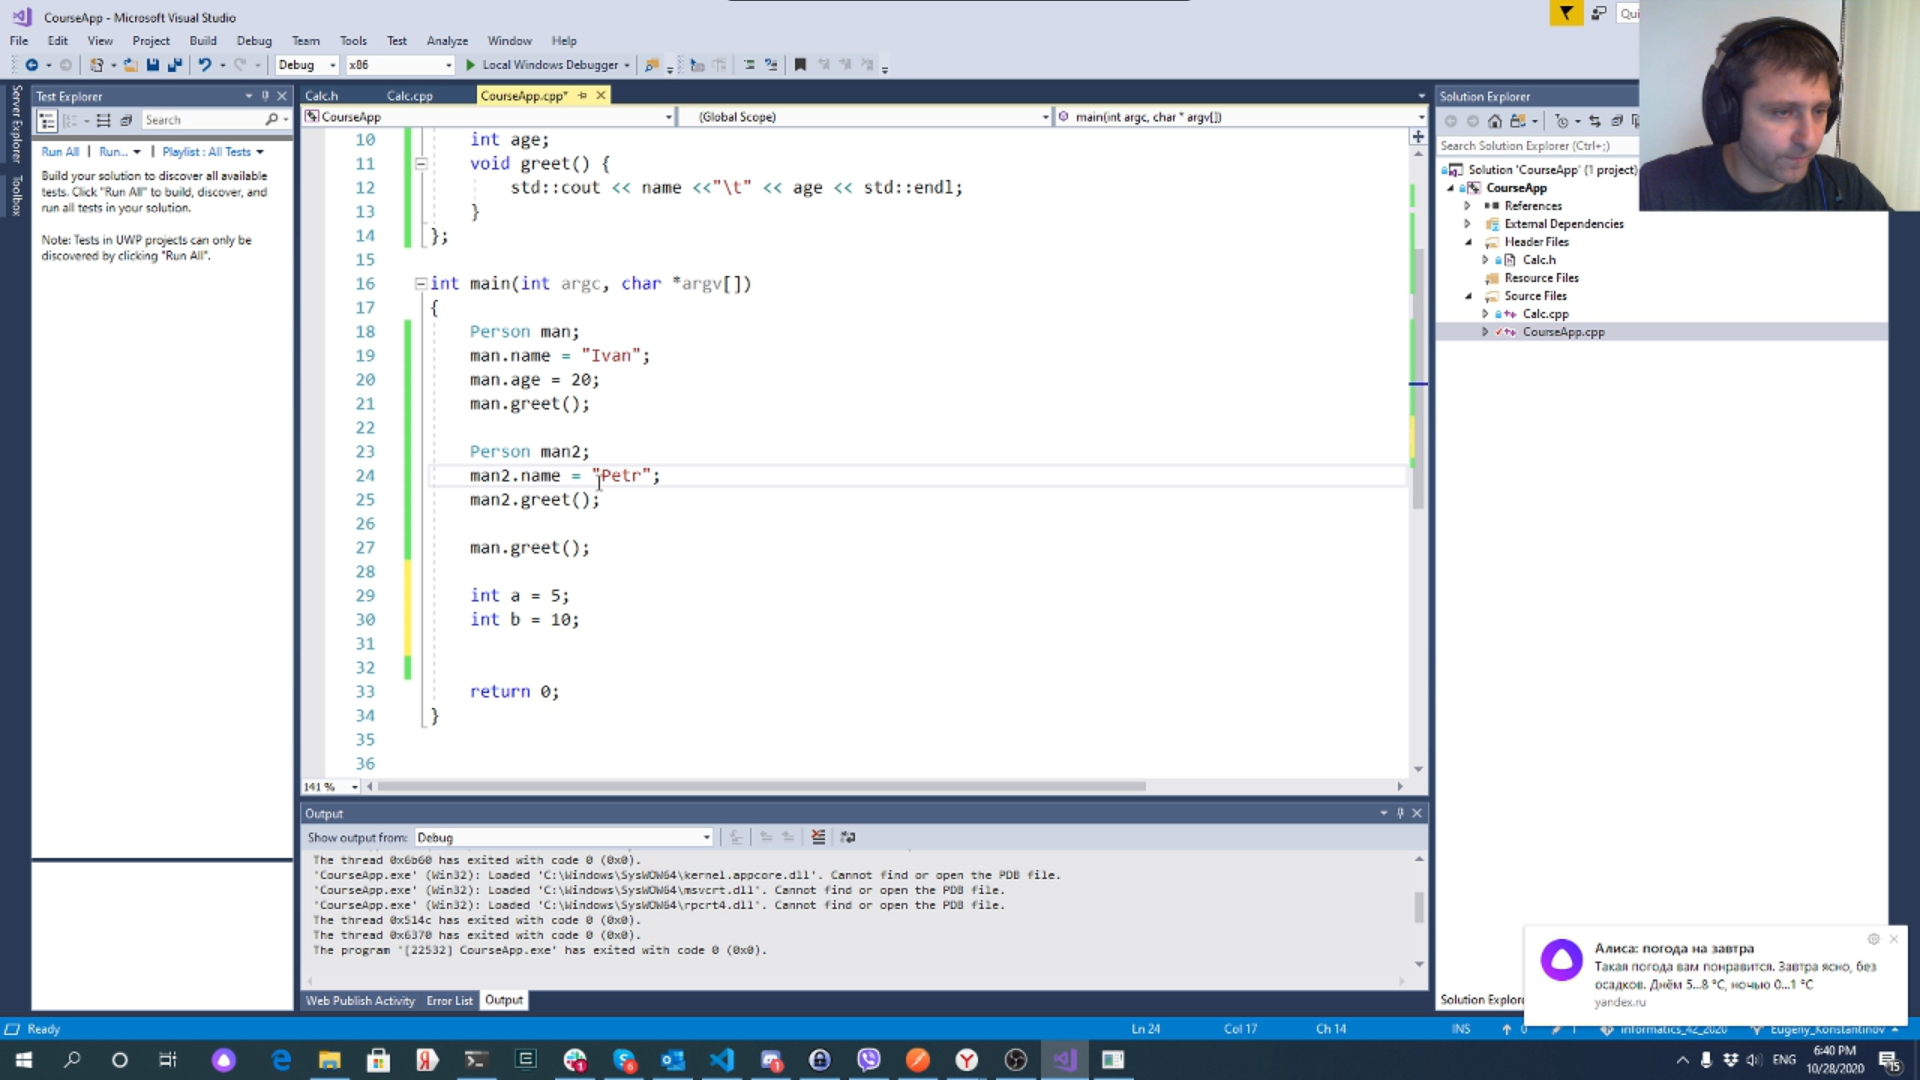 CourseApp - Microsoft Visual Studio
Qui
File Edit View Project Build Debug Team Tools Test Analyze Window Help
Debug x86 Local Windows Debugger
Server Explorer
Toolbox
Test Explorer
Search
Run All | Run... | Playlist : All Tests
Build your solution to discover all available
tests. Click "Run All" to build, discover, and
run all tests in your solution.
Note: Tests in UWP projects can only be
discovered by clicking "Run All".
Calc.h Calc.cpp CourseApp.cpp*
CourseApp (Global Scope) main(int argc, char * argv[])
10 int age;
11 void greet() {
12 std::cout << name <<"\t" << age << std::endl;
13 }
14 };
15
16 int main(int argc, char *argv[])
17 {
18 Person man;
19 man.name = "Ivan";
20 man.age = 20;
21 man.greet();
22
23 Person man2;
24 man2.name = "Petr";
25 man2.greet();
26
27 man.greet();
28
29 int a = 5;
30 int b = 10;
31
32
33 return 0;
34 }
35
36
141 %
Output
Show output from: Debug
The thread 0x6b60 has exited with code 0 (0x0).
'CourseApp.exe' (Win32): Loaded 'C:\Windows\SysWOW64\kernel.appcore.dll'. Cannot find or open the PDB file.
'CourseApp.exe' (Win32): Loaded 'C:\Windows\SysWOW64\msvcrt.dll'. Cannot find or open the PDB file.
'CourseApp.exe' (Win32): Loaded 'C:\Windows\SysWOW64\rpcrt4.dll'. Cannot find or open the PDB file.
The thread 0x514c has exited with code 0 (0x0).
The thread 0x6370 has exited with code 0 (0x0).
The program '[22532] CourseApp.exe' has exited with code 0 (0x0).
Web Publish Activity Error List Output
Solution Explorer
Search Solution Explorer (Ctrl+;)
Solution 'CourseApp' (1 project)
CourseApp
References
External Dependencies
Header Files
Calc.h
Resource Files
Source Files
Calc.cpp
CourseApp.cpp
Solution Explore
Алиса: погода на завтра
Такая погода вам понравится. Завтра ясно, без
осадков. Днём 5...8 °C, ночью 0...1 °C
yandex.ru
Ready Ln 24 Col 17 Ch 14 INS 0 1 informatics_42_2020 Eugeny_Konstantinov
ENG 6:40 PM
10/28/2020
15